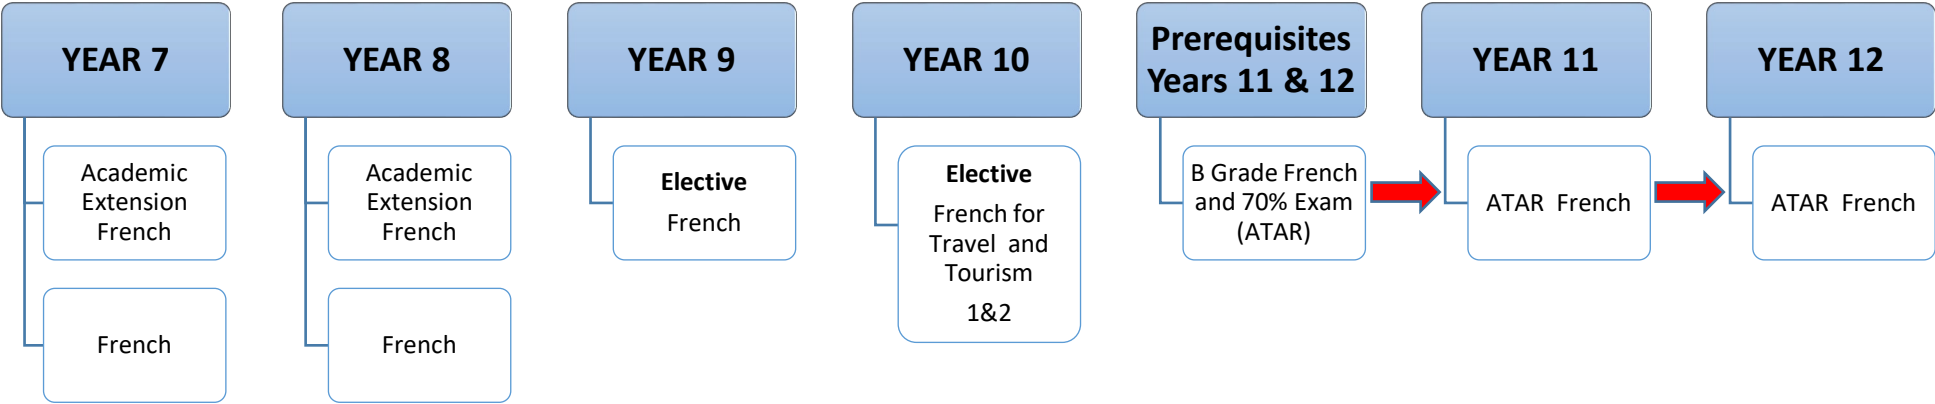 YEAR 7
Academic
Extension
French
French
YEAR 8
Academic
Extension
French
French
YEAR 9
Elective
French
YEAR 10
Elective
French for
Travel and
Tourism
1&2
Prerequisites
Years 11 & 12
B Grade French
and 70% Exam
(ATAR)
YEAR 11
ATAR French
YEAR 12
ATAR French